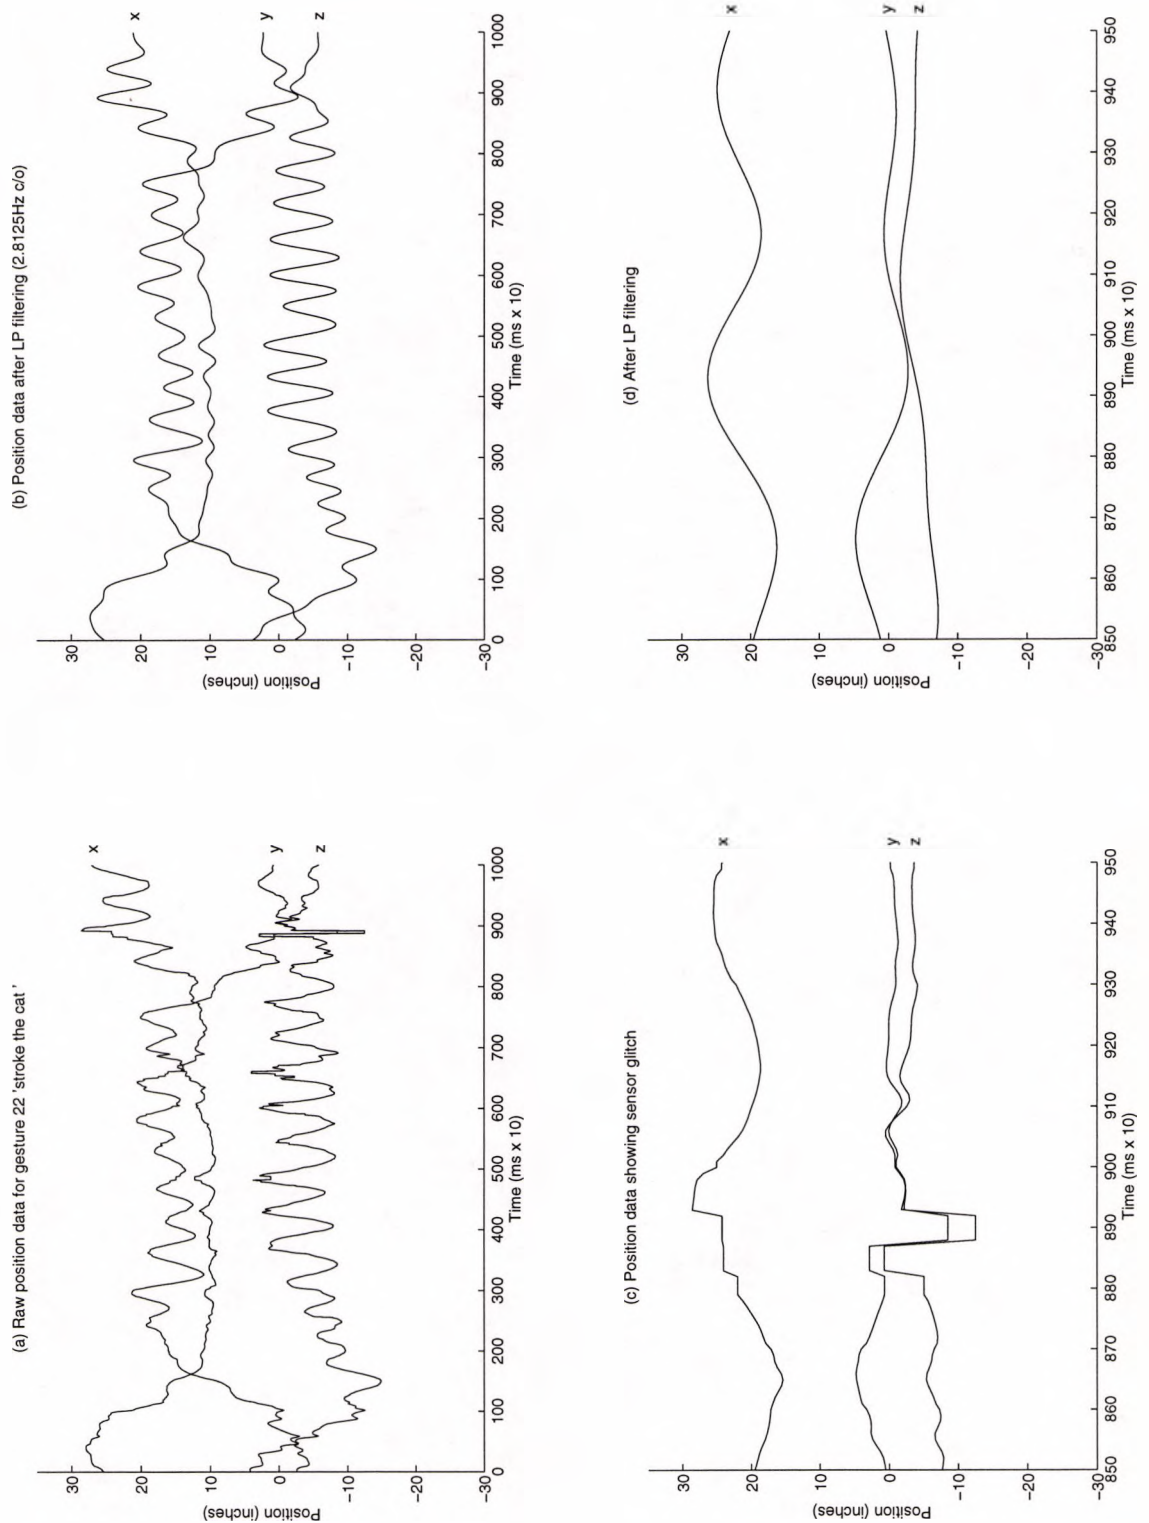 (a) Raw position data for gesture 22 'stroke the cat '
30
20
10
0
−10
−20
−30
Position (inches)
0 100 200 300 400 500 600 700 800 900 1000
Time (ms x 10)
x
y
z
(b) Position data after LP filtering (2.8125Hz c/o)
30
20
10
0
−10
−20
−30
Position (inches)
0 100 200 300 400 500 600 700 800 900 1000
Time (ms x 10)
x
y
z
(c) Position data showing sensor glitch
30
20
10
0
−10
−20
−30
Position (inches)
850 860 870 880 890 900 910 920 930 940 950
Time (ms x 10)
x
y
z
(d) After LP filtering
30
20
10
0
−10
−20
−30
Position (inches)
850 860 870 880 890 900 910 920 930 940 950
Time (ms x 10)
x
y
z